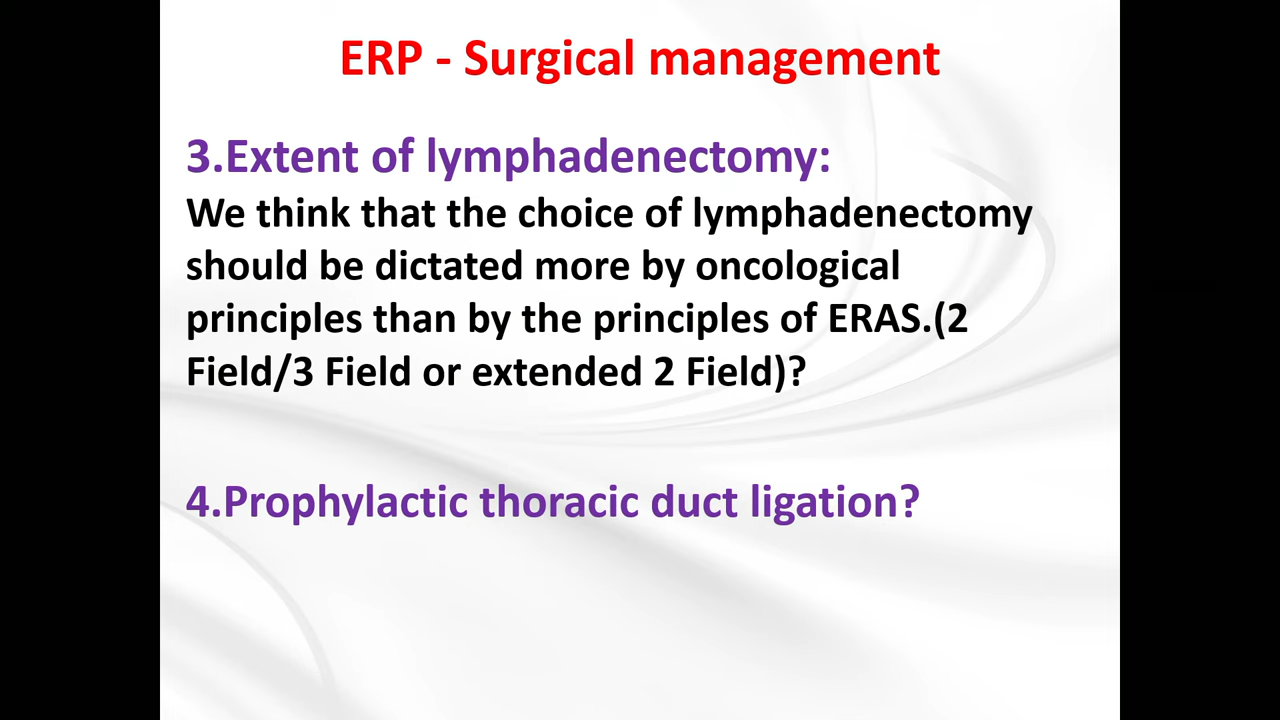 ERP - Surgical management
3.Extent of lymphadenectomy:
We think that the choice of lymphadenectomy
should be dictated more by oncological
principles than by the principles of ERAS.(2
Field/3 Field or extended 2 Field)?
4.Prophylactic thoracic duct ligation?